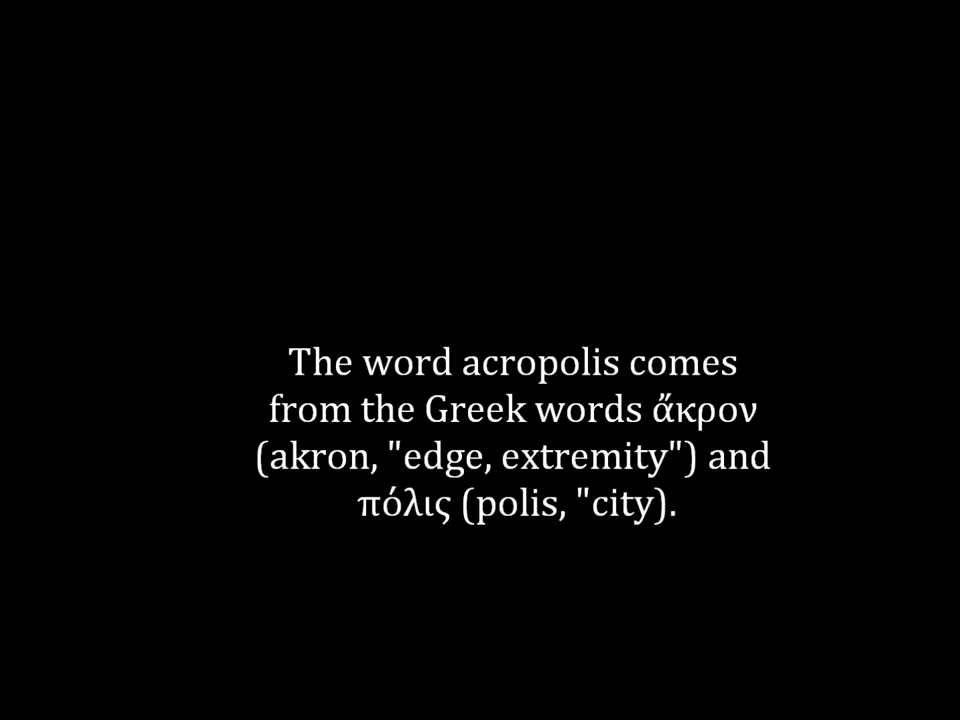 The word acropolis comes
from the Greek words ἄκρον
(akron, "edge, extremity") and
πόλις (polis, "city).